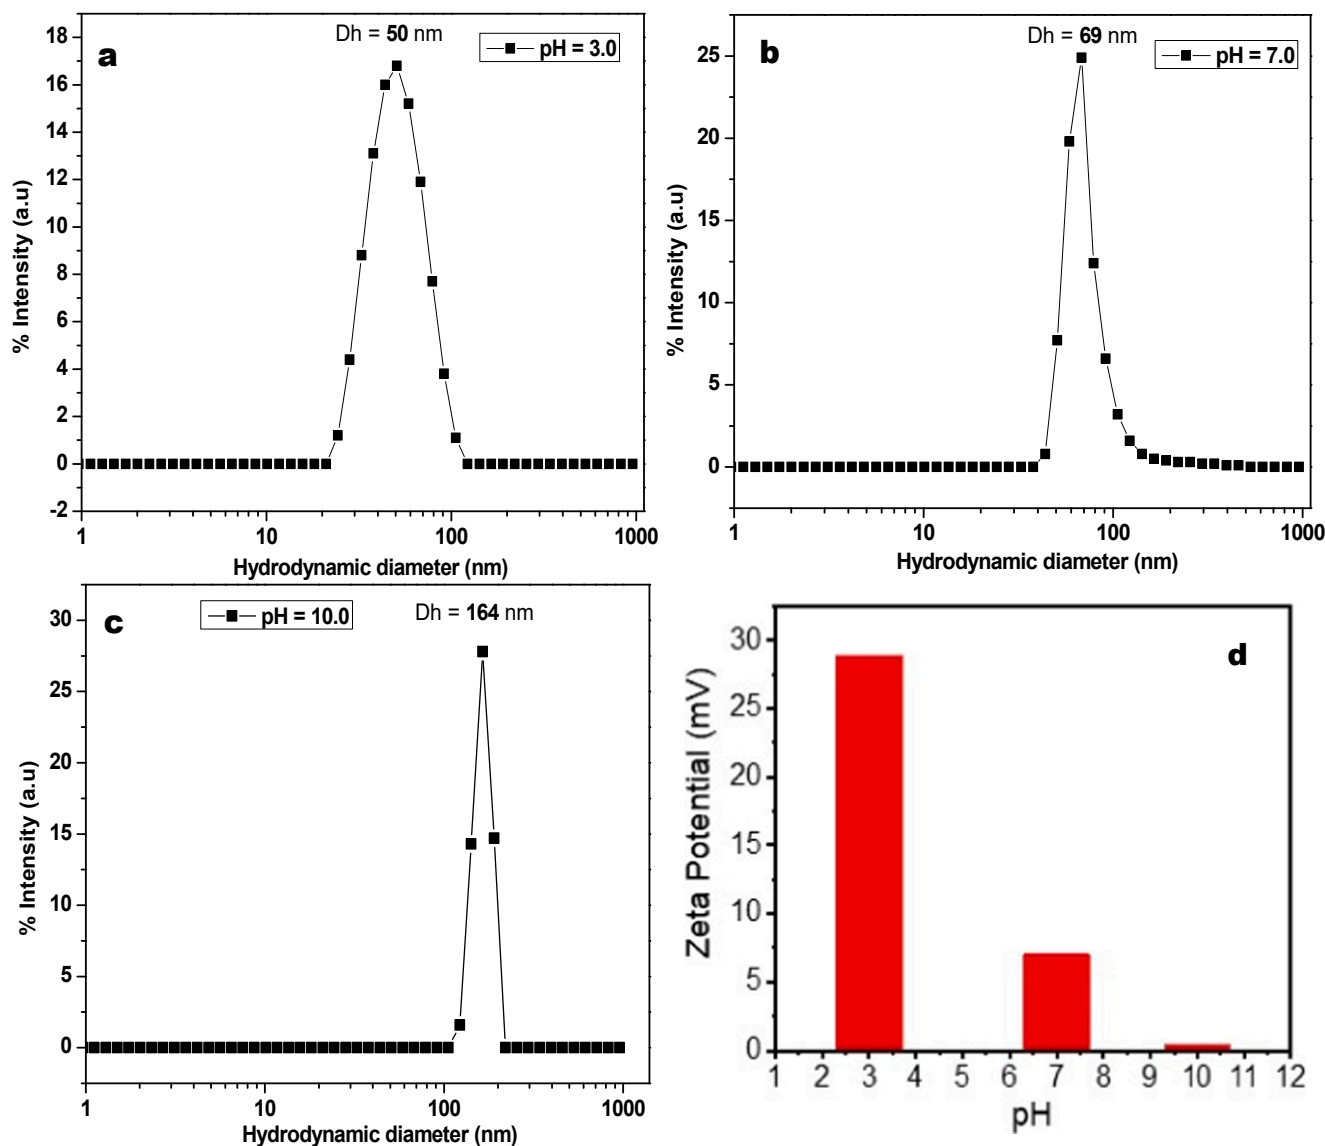 a
Dh = 50 nm
pH = 3.0
% Intensity (a.u)
18
16
14
12
10
8
6
4
2
0
-2
1 10 100 1000
Hydrodynamic diameter (nm)
b
Dh = 69 nm
pH = 7.0
% Intensity (a.u)
25
20
15
10
5
0
1 10 100 1000
Hydrodynamic diameter (nm)
c
pH = 10.0
Dh = 164 nm
% Intensity (a.u)
30
25
20
15
10
5
0
1 10 100 1000
Hydrodynamic diameter (nm)
d
Zeta Potential (mV)
30
25
20
15
10
5
0
1 2 3 4 5 6 7 8 9 10 11 12
pH